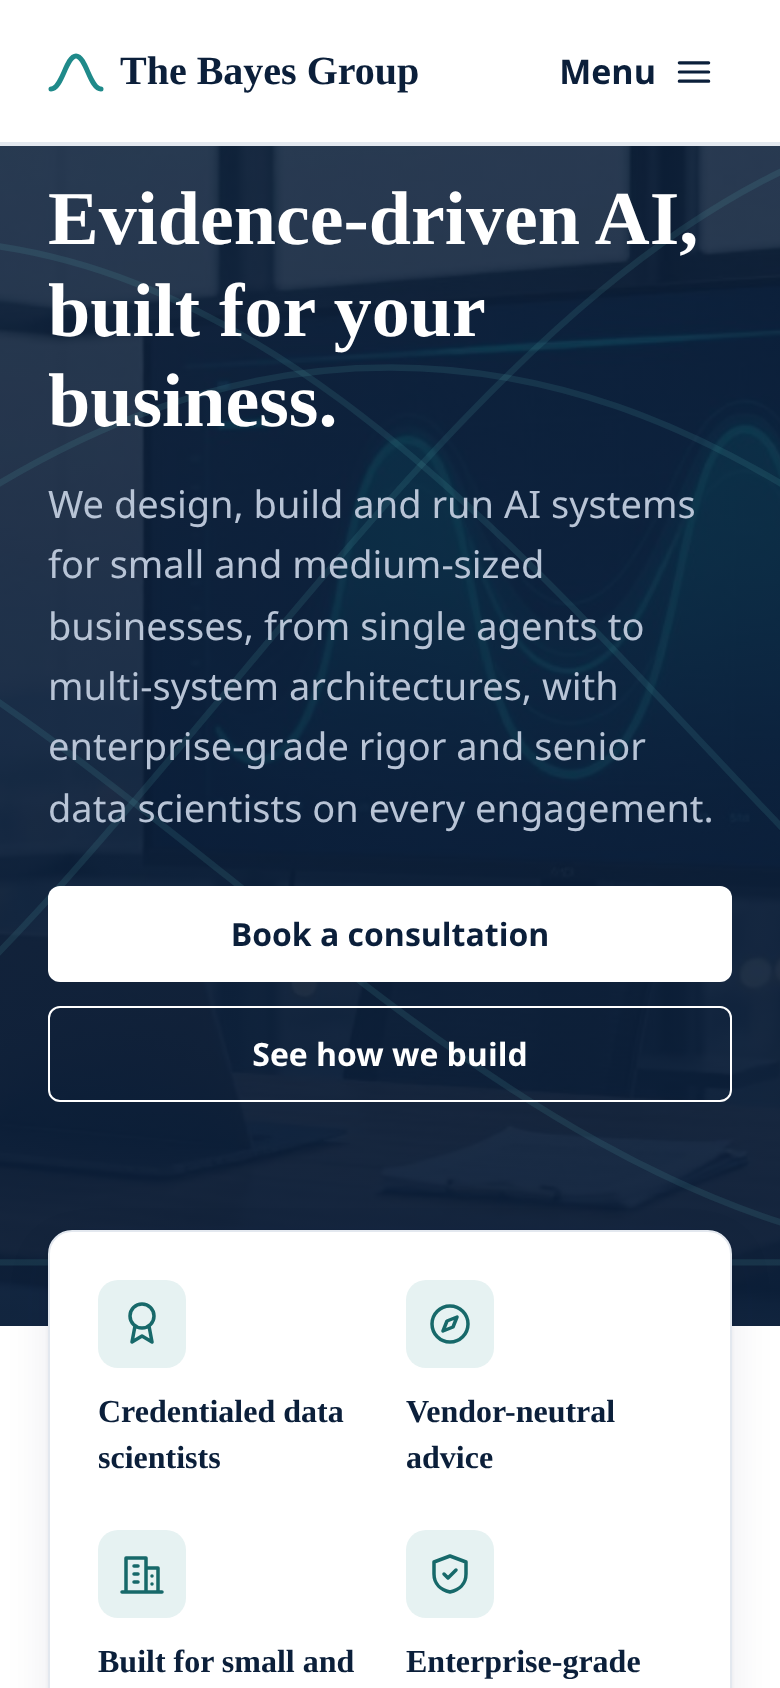 The Bayes Group
Menu
Evidence-driven AI,
built for your
business.
We design, build and run AI systems
for small and medium-sized
businesses, from single agents to
multi-system architectures, with
enterprise-grade rigor and senior
data scientists on every engagement.
Book a consultation
See how we build
Credentialed data
scientists
Vendor-neutral
advice
Built for small and
Enterprise-grade